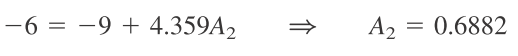 −6 = −9 + 4.359A₂ ⇒ A₂ = 0.6882